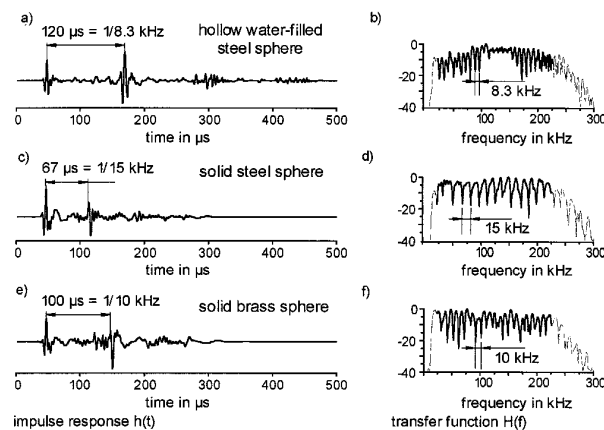 a)
120 µs = 1/8.3 kHz
hollow water-filled
steel sphere
0 100 200 300 400 500
time in µs
b)
0
-20
-40
8.3 kHz
100 200 300
frequency in kHz
c)
67 µs = 1/15 kHz
solid steel sphere
0 100 200 300 400 500
time in µs
d)
0
-20
-40
15 kHz
100 200 300
frequency in kHz
e)
100 µs = 1/10 kHz
solid brass sphere
0 100 200 300 400 500
time in µs
impulse response h(t)
f)
0
-20
-40
10 kHz
100 200 300
frequency in kHz
transfer function H(f)